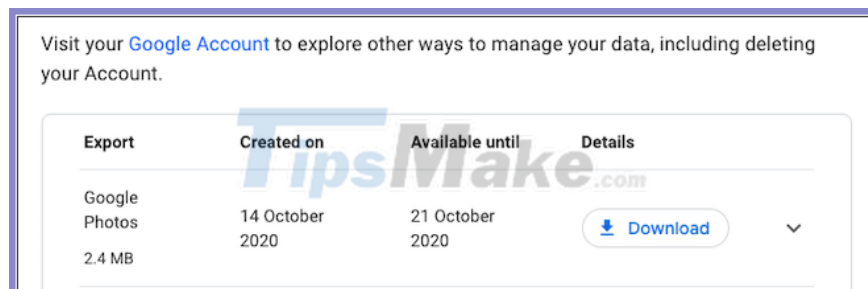 Visit your Google Account to explore other ways to manage your data, including deleting
your Account.
TipsMake.com
Export Created on Available until Details
Google
Photos
2.4 MB
14 October
2020
21 October
2020
Download